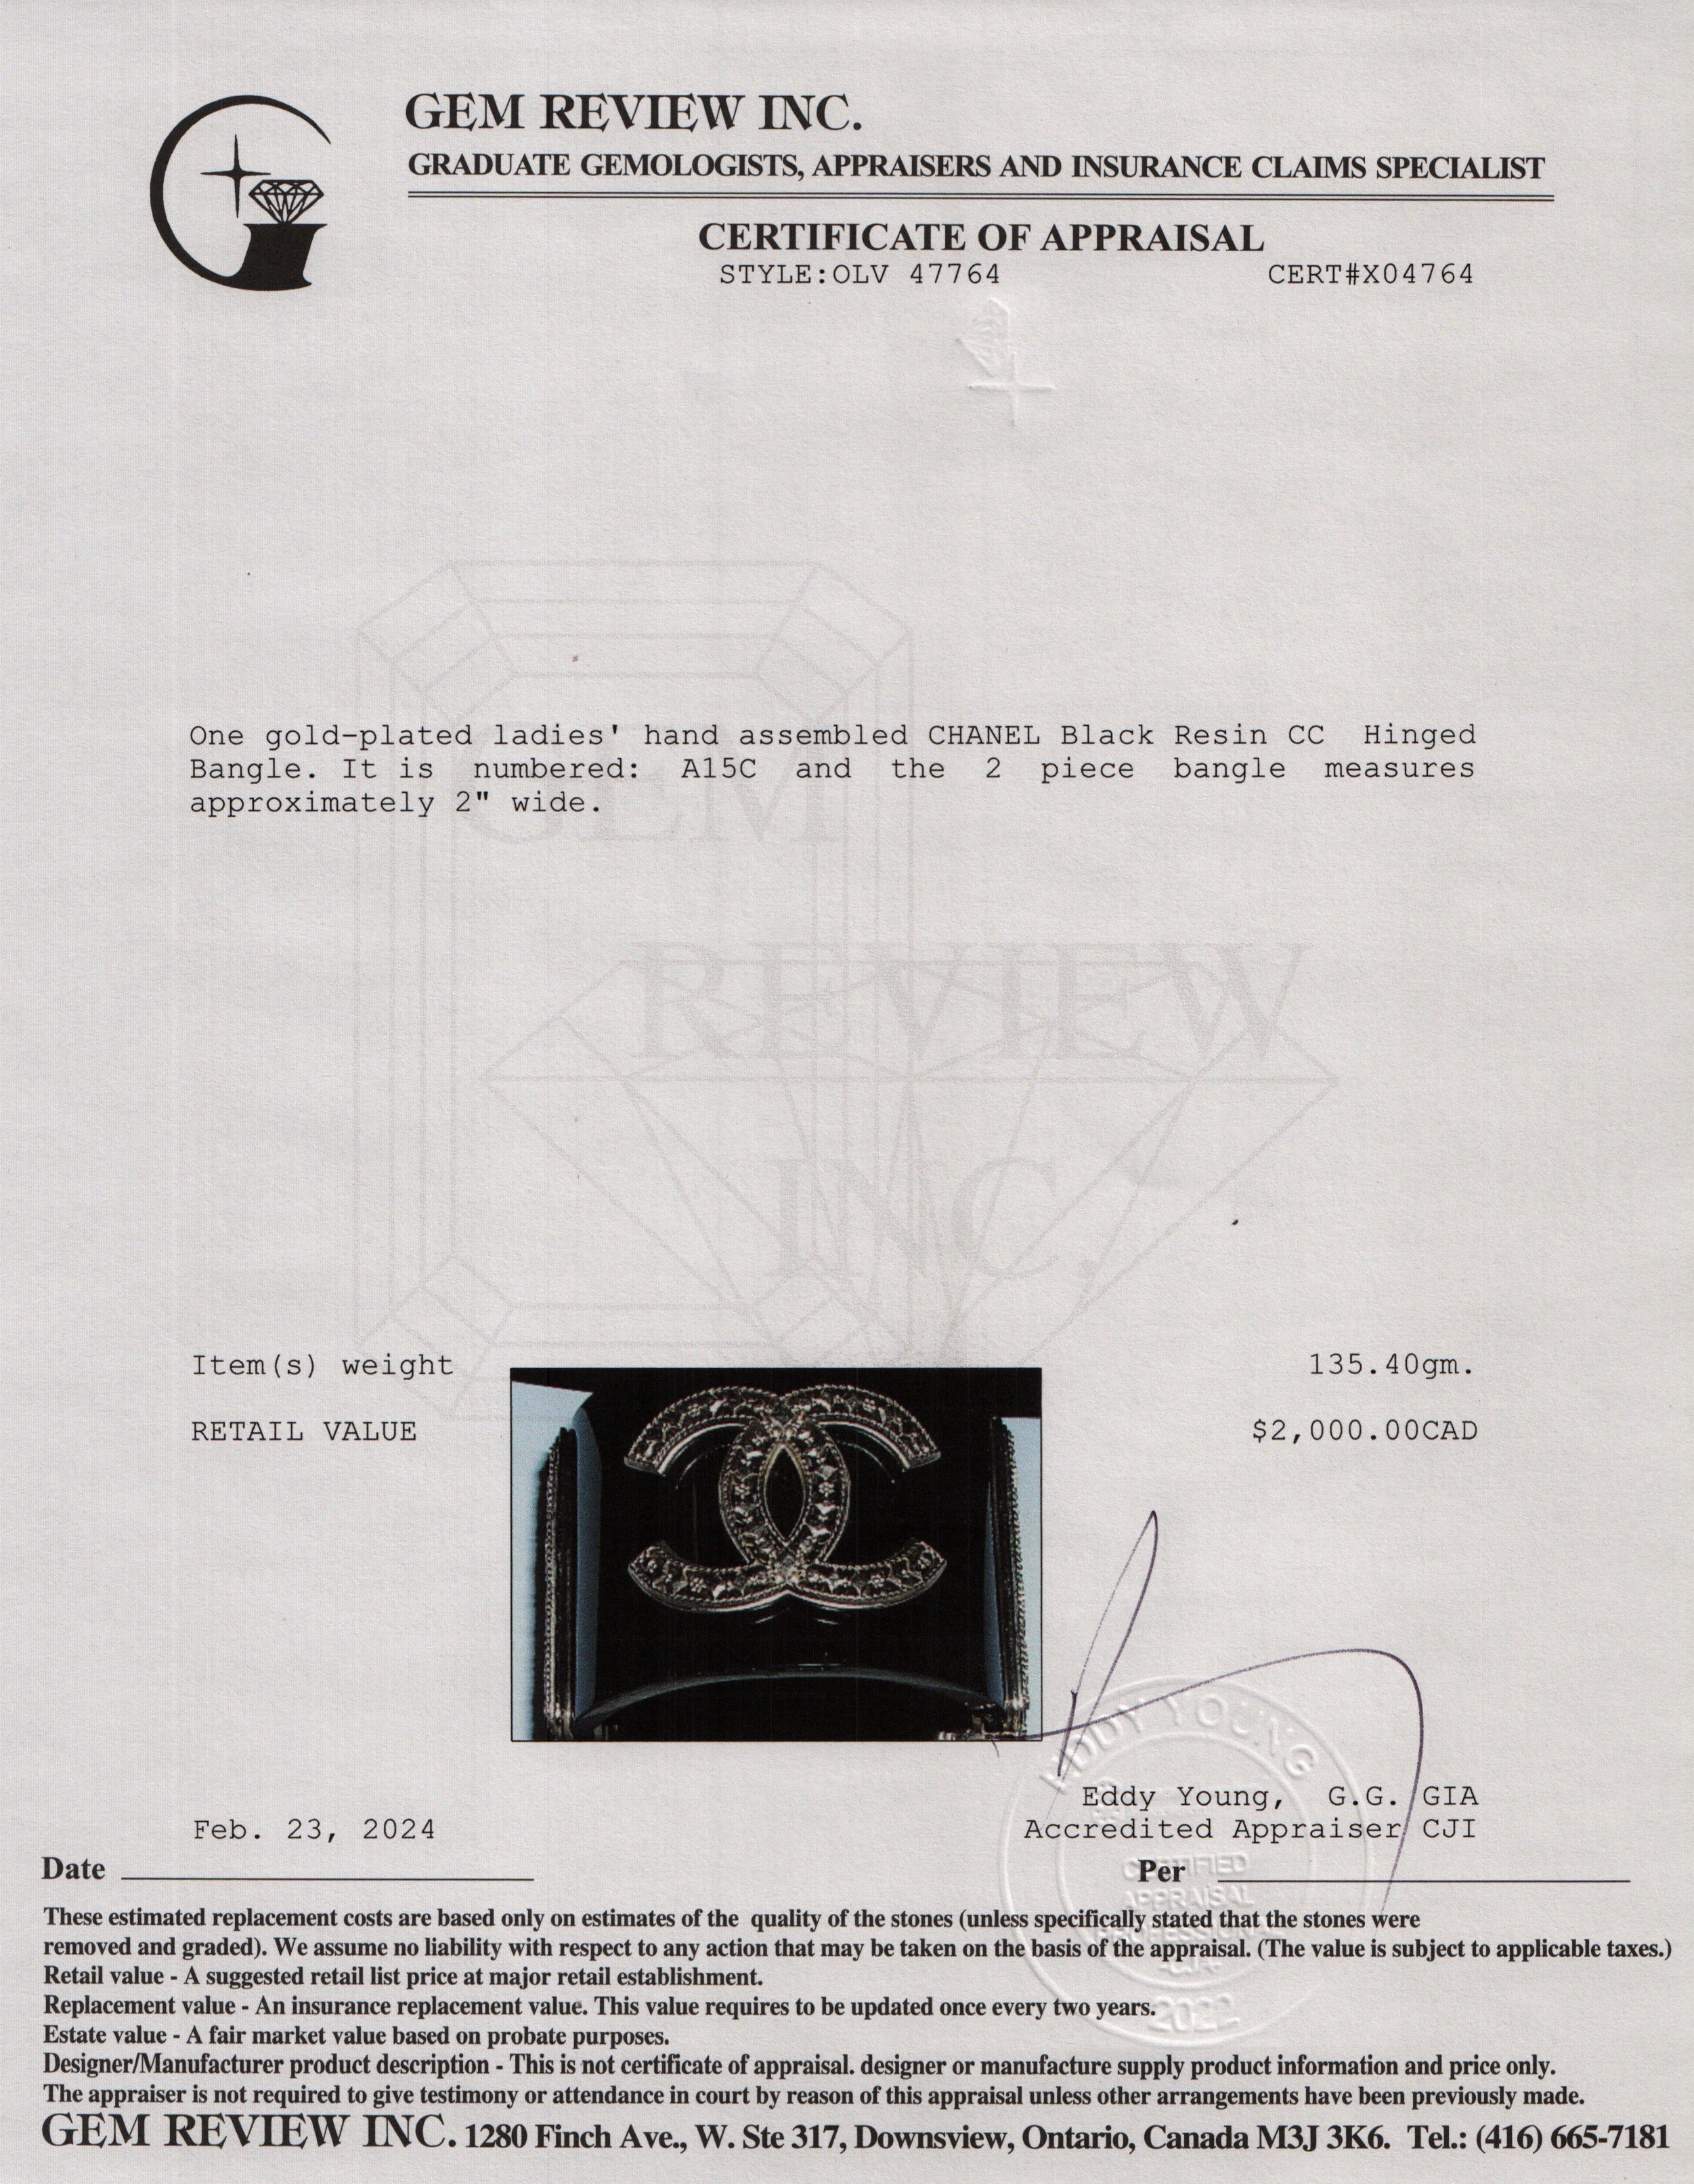 GEM REVIEW INC.
GRADUATE GEMOLOGISTS, APPRAISERS AND INSURANCE CLAIMS SPECIALIST
CERTIFICATE OF APPRAISAL
STYLE:OLV 47764 CERT#X04764
One gold-plated ladies' hand assembled CHANEL Black Resin CC Hinged
Bangle. It is numbered: A15C and the 2 piece bangle measures
approximately 2" wide.
GEM
REVIEW
INC.
Item(s) weight 135.40gm.
RETAIL VALUE $2,000.00CAD
EDDY YOUNG
Eddy Young, G.G. GIA
Feb. 23, 2024 Accredited Appraiser CJI
Date Per
CERTIFIED
APPRAISAL
2022
These estimated replacement costs are based only on estimates of the quality of the stones (unless specifically stated that the stones were
removed and graded). We assume no liability with respect to any action that may be taken on the basis of the appraisal. (The value is subject to applicable taxes.)
Retail value - A suggested retail list price at major retail establishment.
Replacement value - An insurance replacement value. This value requires to be updated once every two years.
Estate value - A fair market value based on probate purposes.
Designer/Manufacturer product description - This is not certificate of appraisal. designer or manufacture supply product information and price only.
The appraiser is not required to give testimony or attendance in court by reason of this appraisal unless other arrangements have been previously made.
GEM REVIEW INC. 1280 Finch Ave., W. Ste 317, Downsview, Ontario, Canada M3J 3K6. Tel.: (416) 665-7181